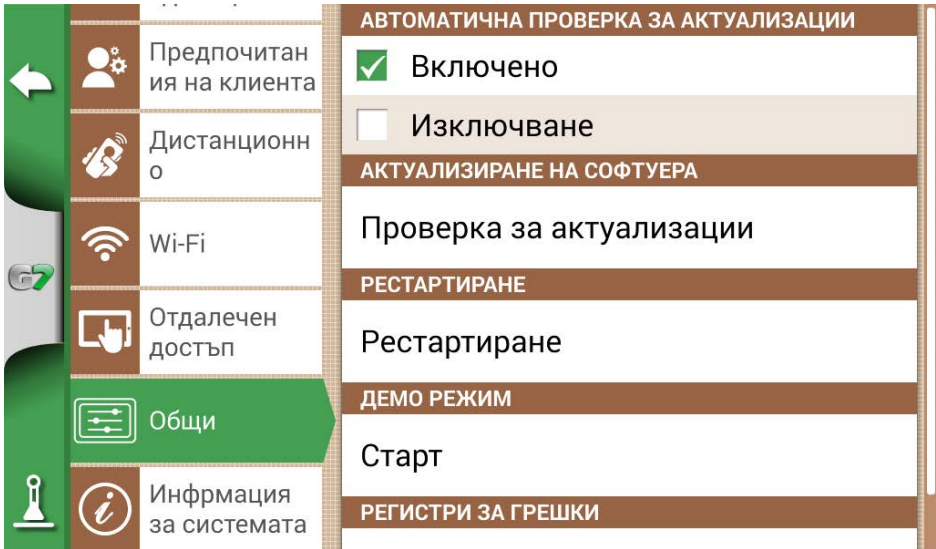 Предпочитан
ия на клиента
Дистанционн
о
Wi-Fi
Отдалечен
достъп
Общи
Инфрмация
за системата
G7
АВТОМАТИЧНА ПРОВЕРКА ЗА АКТУАЛИЗАЦИИ
Включено
Изключване
АКТУАЛИЗИРАНЕ НА СОФТУЕРА
Проверка за актуализации
РЕСТАРТИРАНЕ
Рестартиране
ДЕМО РЕЖИМ
Старт
РЕГИСТРИ ЗА ГРЕШКИ